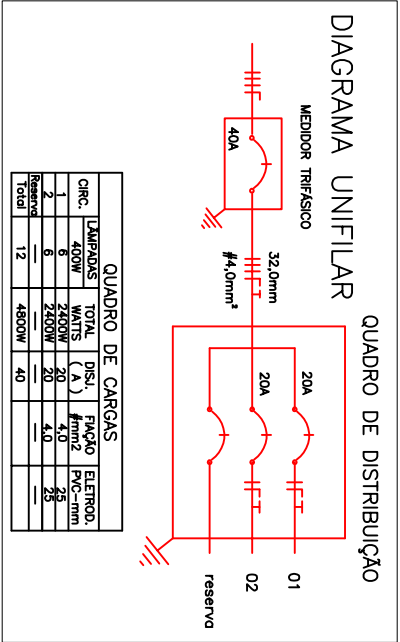 DIAGRAMA UNIFILAR
QUADRO DE DISTRIBUIÇÃO
MEDIDOR TRIFÁSICO
40A
32,0mm
#4,0mm²
T
20A
20A
T
T
01
02
reserva
QUADRO DE CARGAS
CIRC. LÂMPADAS 400W TOTAL WATTS DISJ. ( A ) FIAÇÃO #mm2 ELETROD. PVC-mm
1 6 2400W 20 4,0 25
2 6 2400W 20 4,0 25
Reserva — — — — —
Total 12 4800W 40